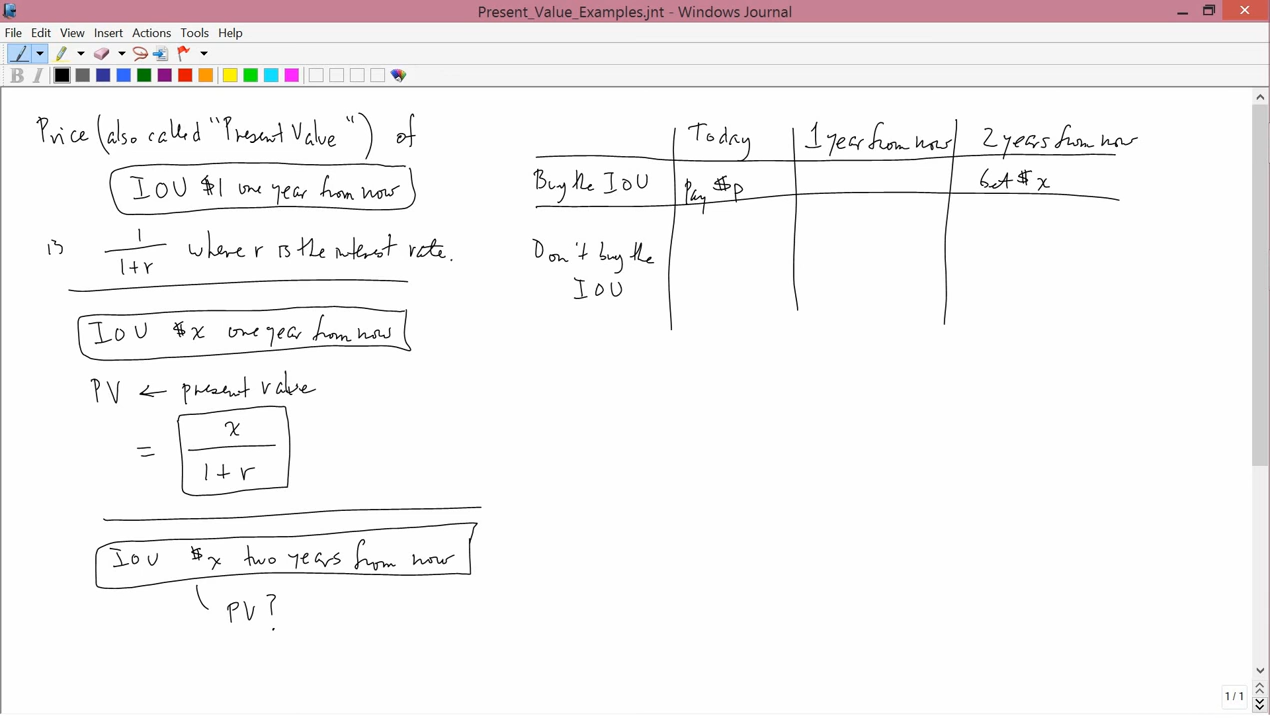 Present_Value_Examples.jnt - Windows Journal
File Edit View Insert Actions Tools Help
B I
Price (also called "Present Value") of
IOU $1 one year from now
is 1/(1+r) where r is the interest rate.
IOU $x one year from now
PV ← present value
= x/(1+r)
IOU $x two years from now
PV?
Today 1 year from now 2 years from now
Buy the IOU Pay $p Get $x
Don't buy the
IOU
1/1